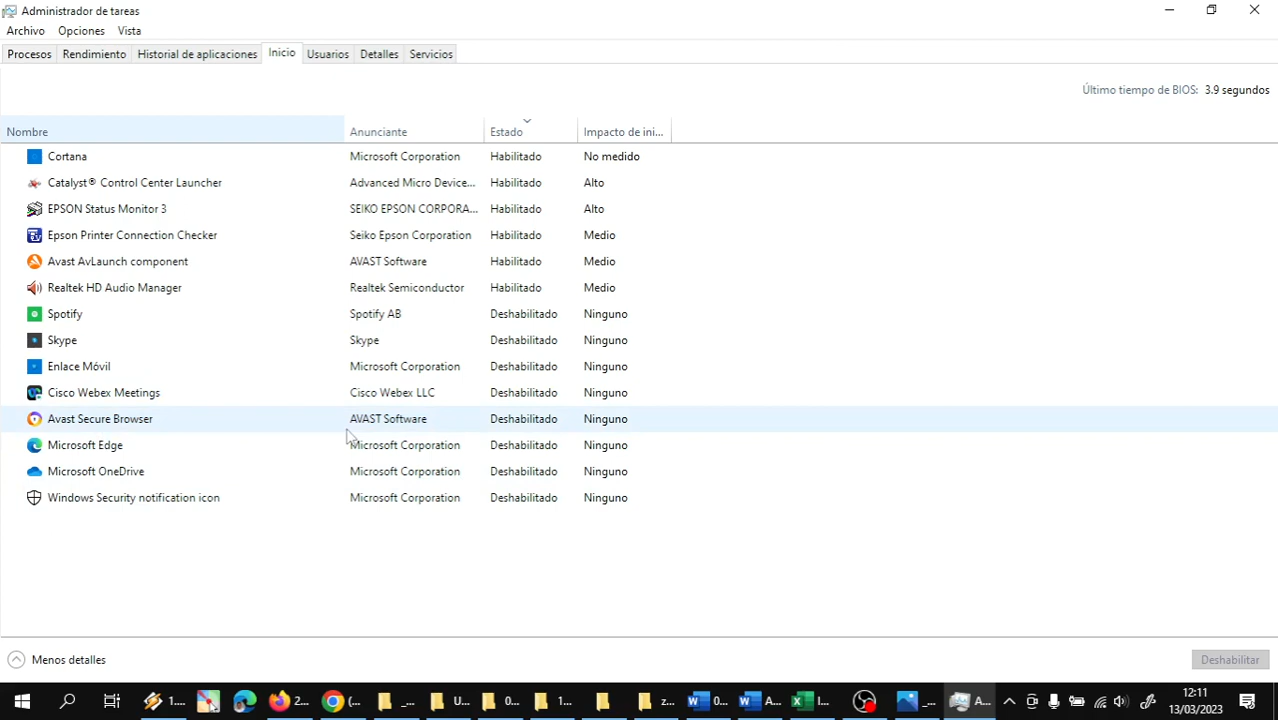 Administrador de tareas
Archivo Opciones Vista
Procesos Rendimiento Historial de aplicaciones Inicio Usuarios Detalles Servicios
Último tiempo de BIOS: 3.9 segundos
Nombre Anunciante Estado Impacto de ini...
Cortana Microsoft Corporation Habilitado No medido
Catalyst® Control Center Launcher Advanced Micro Device... Habilitado Alto
EPSON Status Monitor 3 SEIKO EPSON CORPORA... Habilitado Alto
Epson Printer Connection Checker Seiko Epson Corporation Habilitado Medio
Avast AvLaunch component AVAST Software Habilitado Medio
Realtek HD Audio Manager Realtek Semiconductor Habilitado Medio
Spotify Spotify AB Deshabilitado Ninguno
Skype Skype Deshabilitado Ninguno
Enlace Móvil Microsoft Corporation Deshabilitado Ninguno
Cisco Webex Meetings Cisco Webex LLC Deshabilitado Ninguno
Avast Secure Browser AVAST Software Deshabilitado Ninguno
Microsoft Edge Microsoft Corporation Deshabilitado Ninguno
Microsoft OneDrive Microsoft Corporation Deshabilitado Ninguno
Windows Security notification icon Microsoft Corporation Deshabilitado Ninguno
Menos detalles Deshabilitar
1.... 2... (... _... U... 0... 1... z... 0... A... I... _... A... 12:11
13/03/2023